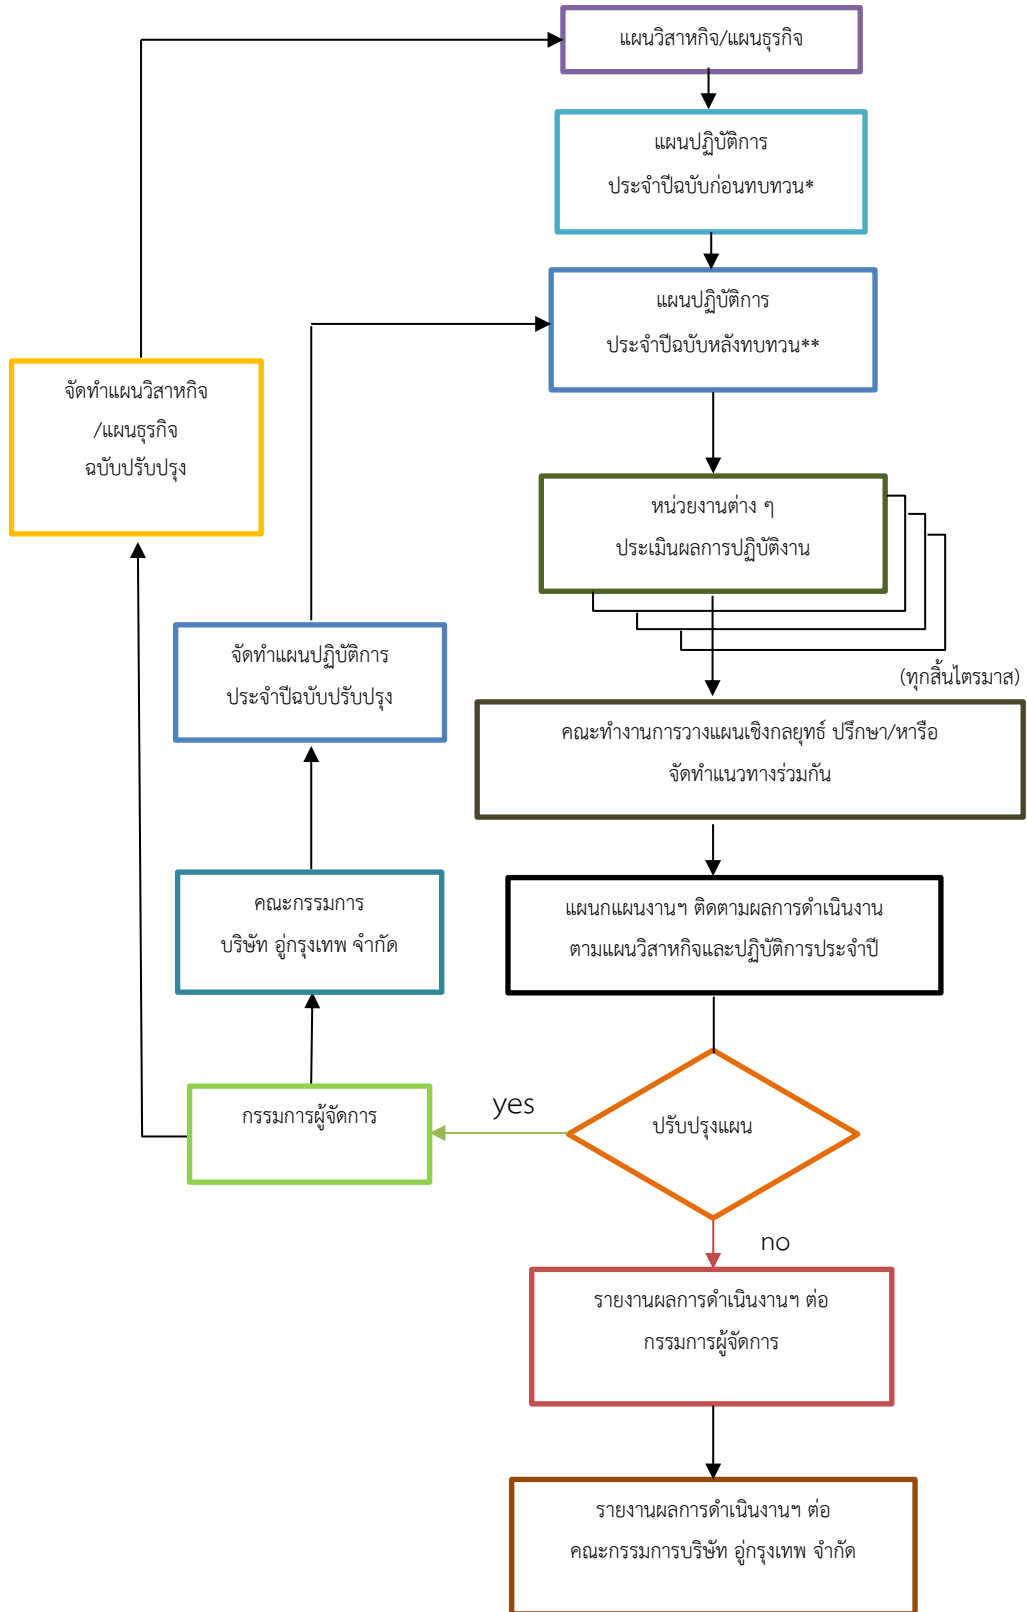 แผนวิสาหกิจ/แผนธุรกิจ
แผนปฏิบัติการ
ประจำปีฉบับก่อนทบทวน*
แผนปฏิบัติการ
ประจำปีฉบับหลังทบทวน**
จัดทำแผนวิสาหกิจ
/แผนธุรกิจ
ฉบับปรับปรุง
หน่วยงานต่าง ๆ
ประเมินผลการปฏิบัติงาน
(ทุกสิ้นไตรมาส)
จัดทำแผนปฏิบัติการ
ประจำปีฉบับปรับปรุง
คณะทำงานการวางแผนเชิงกลยุทธ์ ปรึกษา/หารือ
จัดทำแนวทางร่วมกัน
คณะกรรมการ
บริษัท อู่กรุงเทพ จำกัด
แผนกแผนงานฯ ติดตามผลการดำเนินงาน
ตามแผนวิสาหกิจและปฏิบัติการประจำปี
กรรมการผู้จัดการ
yes
ปรับปรุงแผน
no
รายงานผลการดำเนินงานฯ ต่อ
กรรมการผู้จัดการ
รายงานผลการดำเนินงานฯ ต่อ
คณะกรรมการบริษัท อู่กรุงเทพ จำกัด